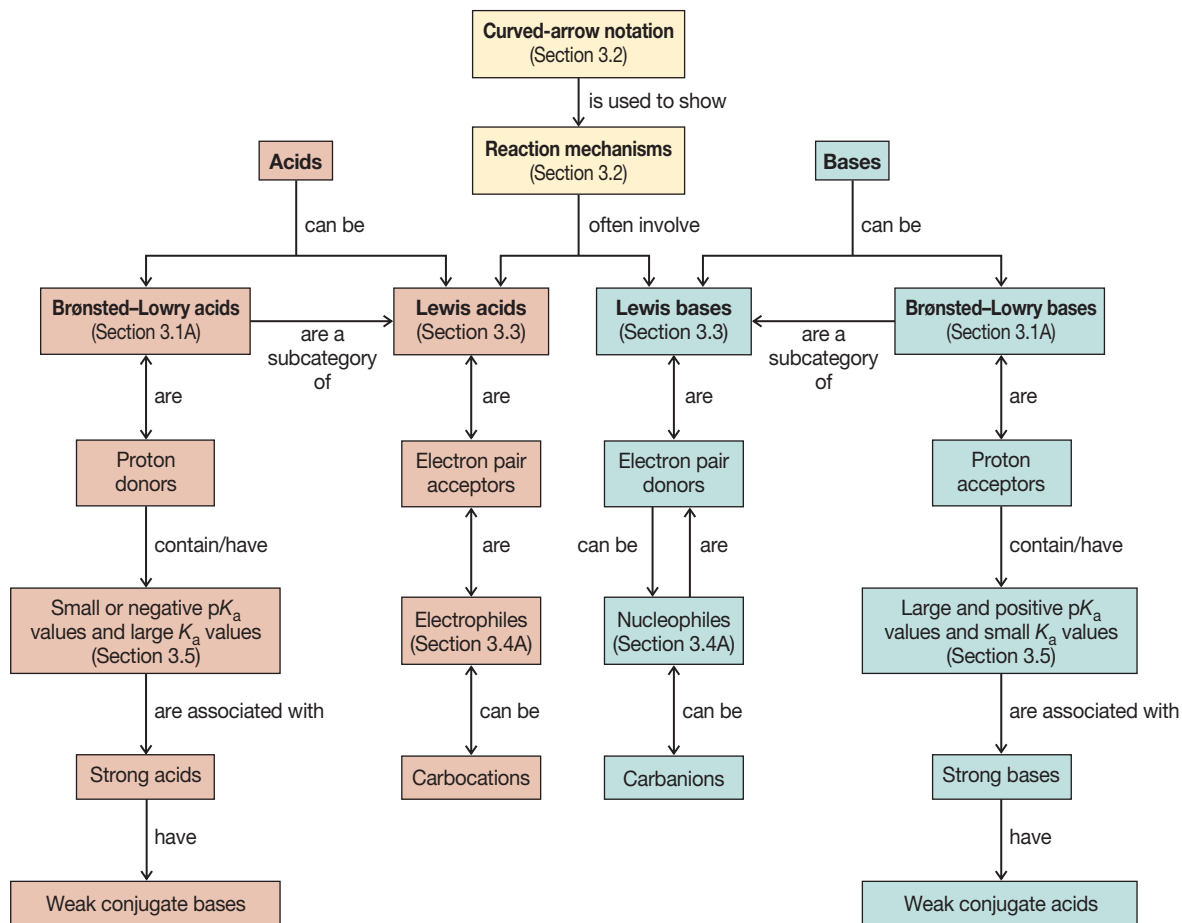 Curved-arrow notation
(Section 3.2)
is used to show
Acids
Reaction mechanisms
(Section 3.2)
Bases
can be
often involve
can be
Brønsted–Lowry acids
(Section 3.1A)
are a
subcategory
of
Lewis acids
(Section 3.3)
Lewis bases
(Section 3.3)
are a
subcategory
of
Brønsted–Lowry bases
(Section 3.1A)
are
are
are
are
Proton
donors
Electron pair
acceptors
Electron pair
donors
Proton
acceptors
contain/have
are
can be
are
contain/have
Small or negative pKa
values and large Ka values
(Section 3.5)
Electrophiles
(Section 3.4A)
Nucleophiles
(Section 3.4A)
Large and positive pKa
values and small Ka values
(Section 3.5)
are associated with
can be
can be
are associated with
Strong acids
Carbocations
Carbanions
Strong bases
have
have
Weak conjugate bases
Weak conjugate acids